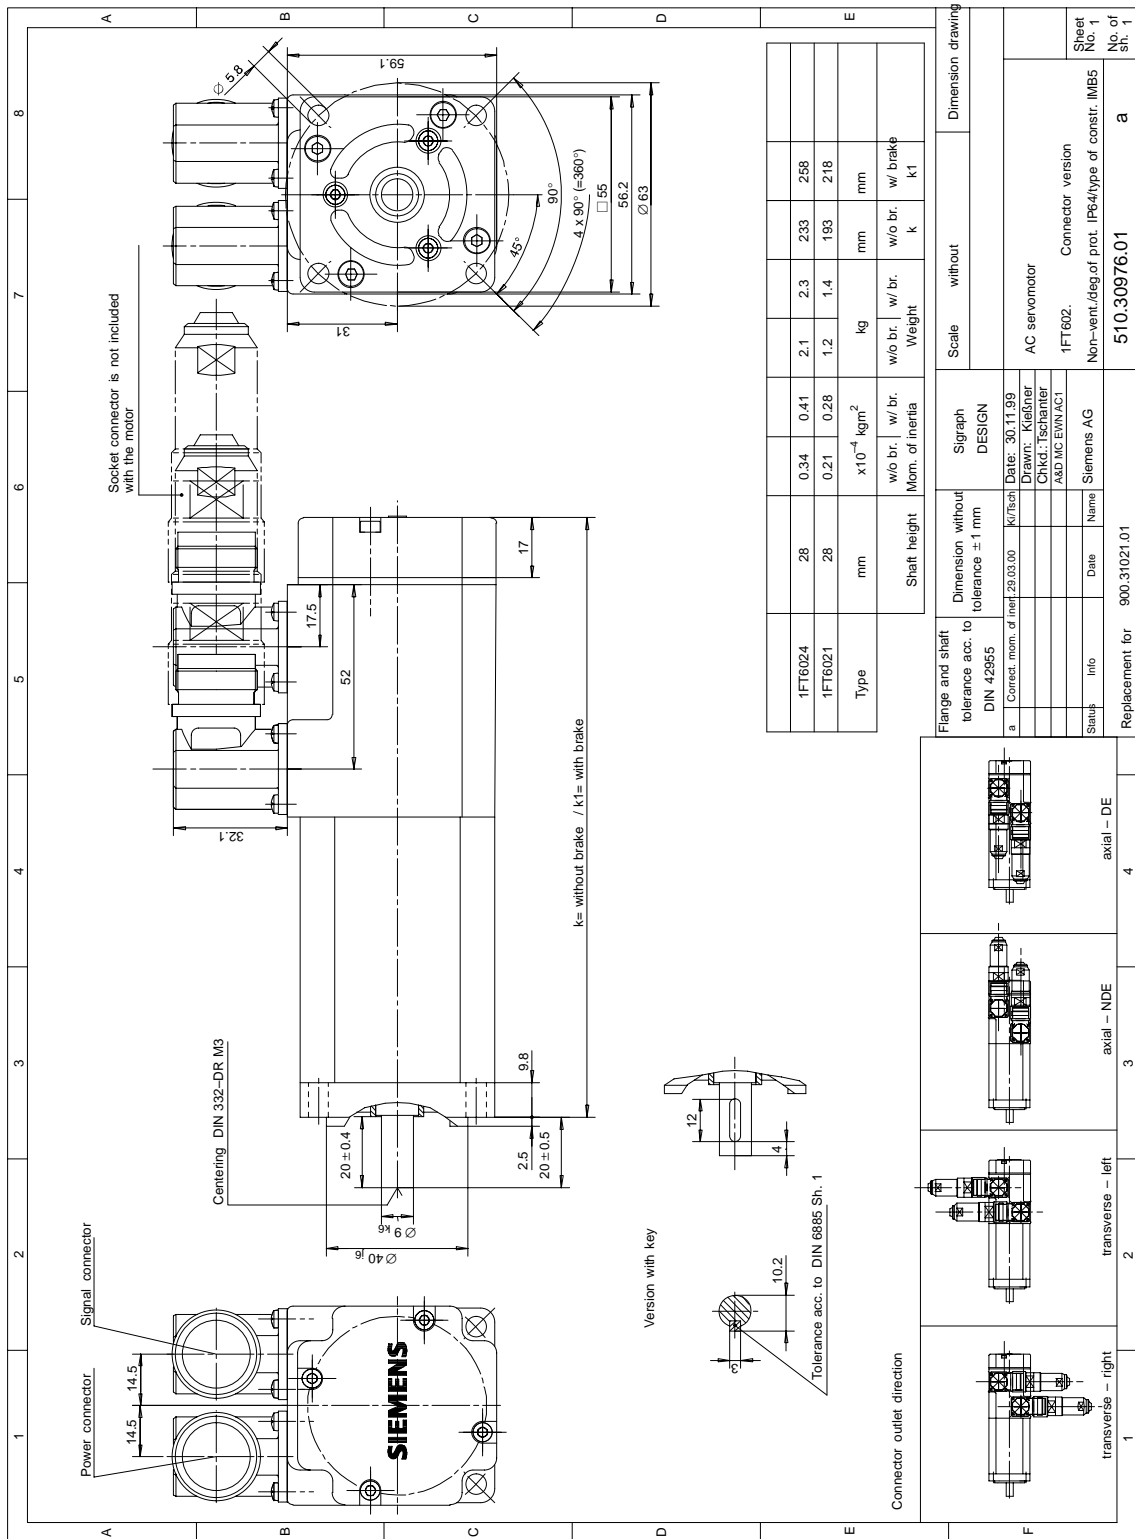 1 2 3 4 5 6 7 8
A
B
C
D
E
F
A
B
C
D
E
Power connector
Signal connector
14.5 14.5
SIEMENS
Centering DIN 332-DR M3
Socket connector is not included
with the motor
32.1
52
17.5
17
20 ± 0.4
Ø 9 k6
Ø 40 j6
9.8
2.5
20 ± 0.5
k= without brake / k1= with brake
Ø 5.8
59.1
31
45°
90°
4 x 90° (=360°)
□ 55
56.2
Ø 63
Version with key
12
4
10.2
3
Tolerance acc. to DIN 6885 Sh. 1
1FT6024 28 0.34 0.41 2.1 2.3 233 258
1FT6021 28 0.21 0.28 1.2 1.4 193 218
Type mm x10⁻⁴ kgm² kg mm mm
w/o br. w/ br. w/o br. w/ br. w/o br. w/ brake
Shaft height Mom. of inertia Weight k k1
Connector outlet direction
transverse – right
transverse – left
axial – NDE
axial – DE
1 2 3 4
Flange and shaft
tolerance acc. to
DIN 42955
Dimension without
tolerance ± 1 mm
Sigraph
DESIGN
Scale without
Dimension drawing
a Correct. mom. of iner. 29.03.00 Ki/Tsch
Status Info Date Name
Date: 30.11.99
Drawn: Kießner
Chkd.: Tschanter
A&D MC EWN AC1
Siemens AG
AC servomotor
1FT602. Connector version
Non-vent./deg.of prot. IP64/type of constr. IMB5
Sheet
No. 1
Replacement for 900.31021.01
510.30976.01 a
No. of
sh. 1